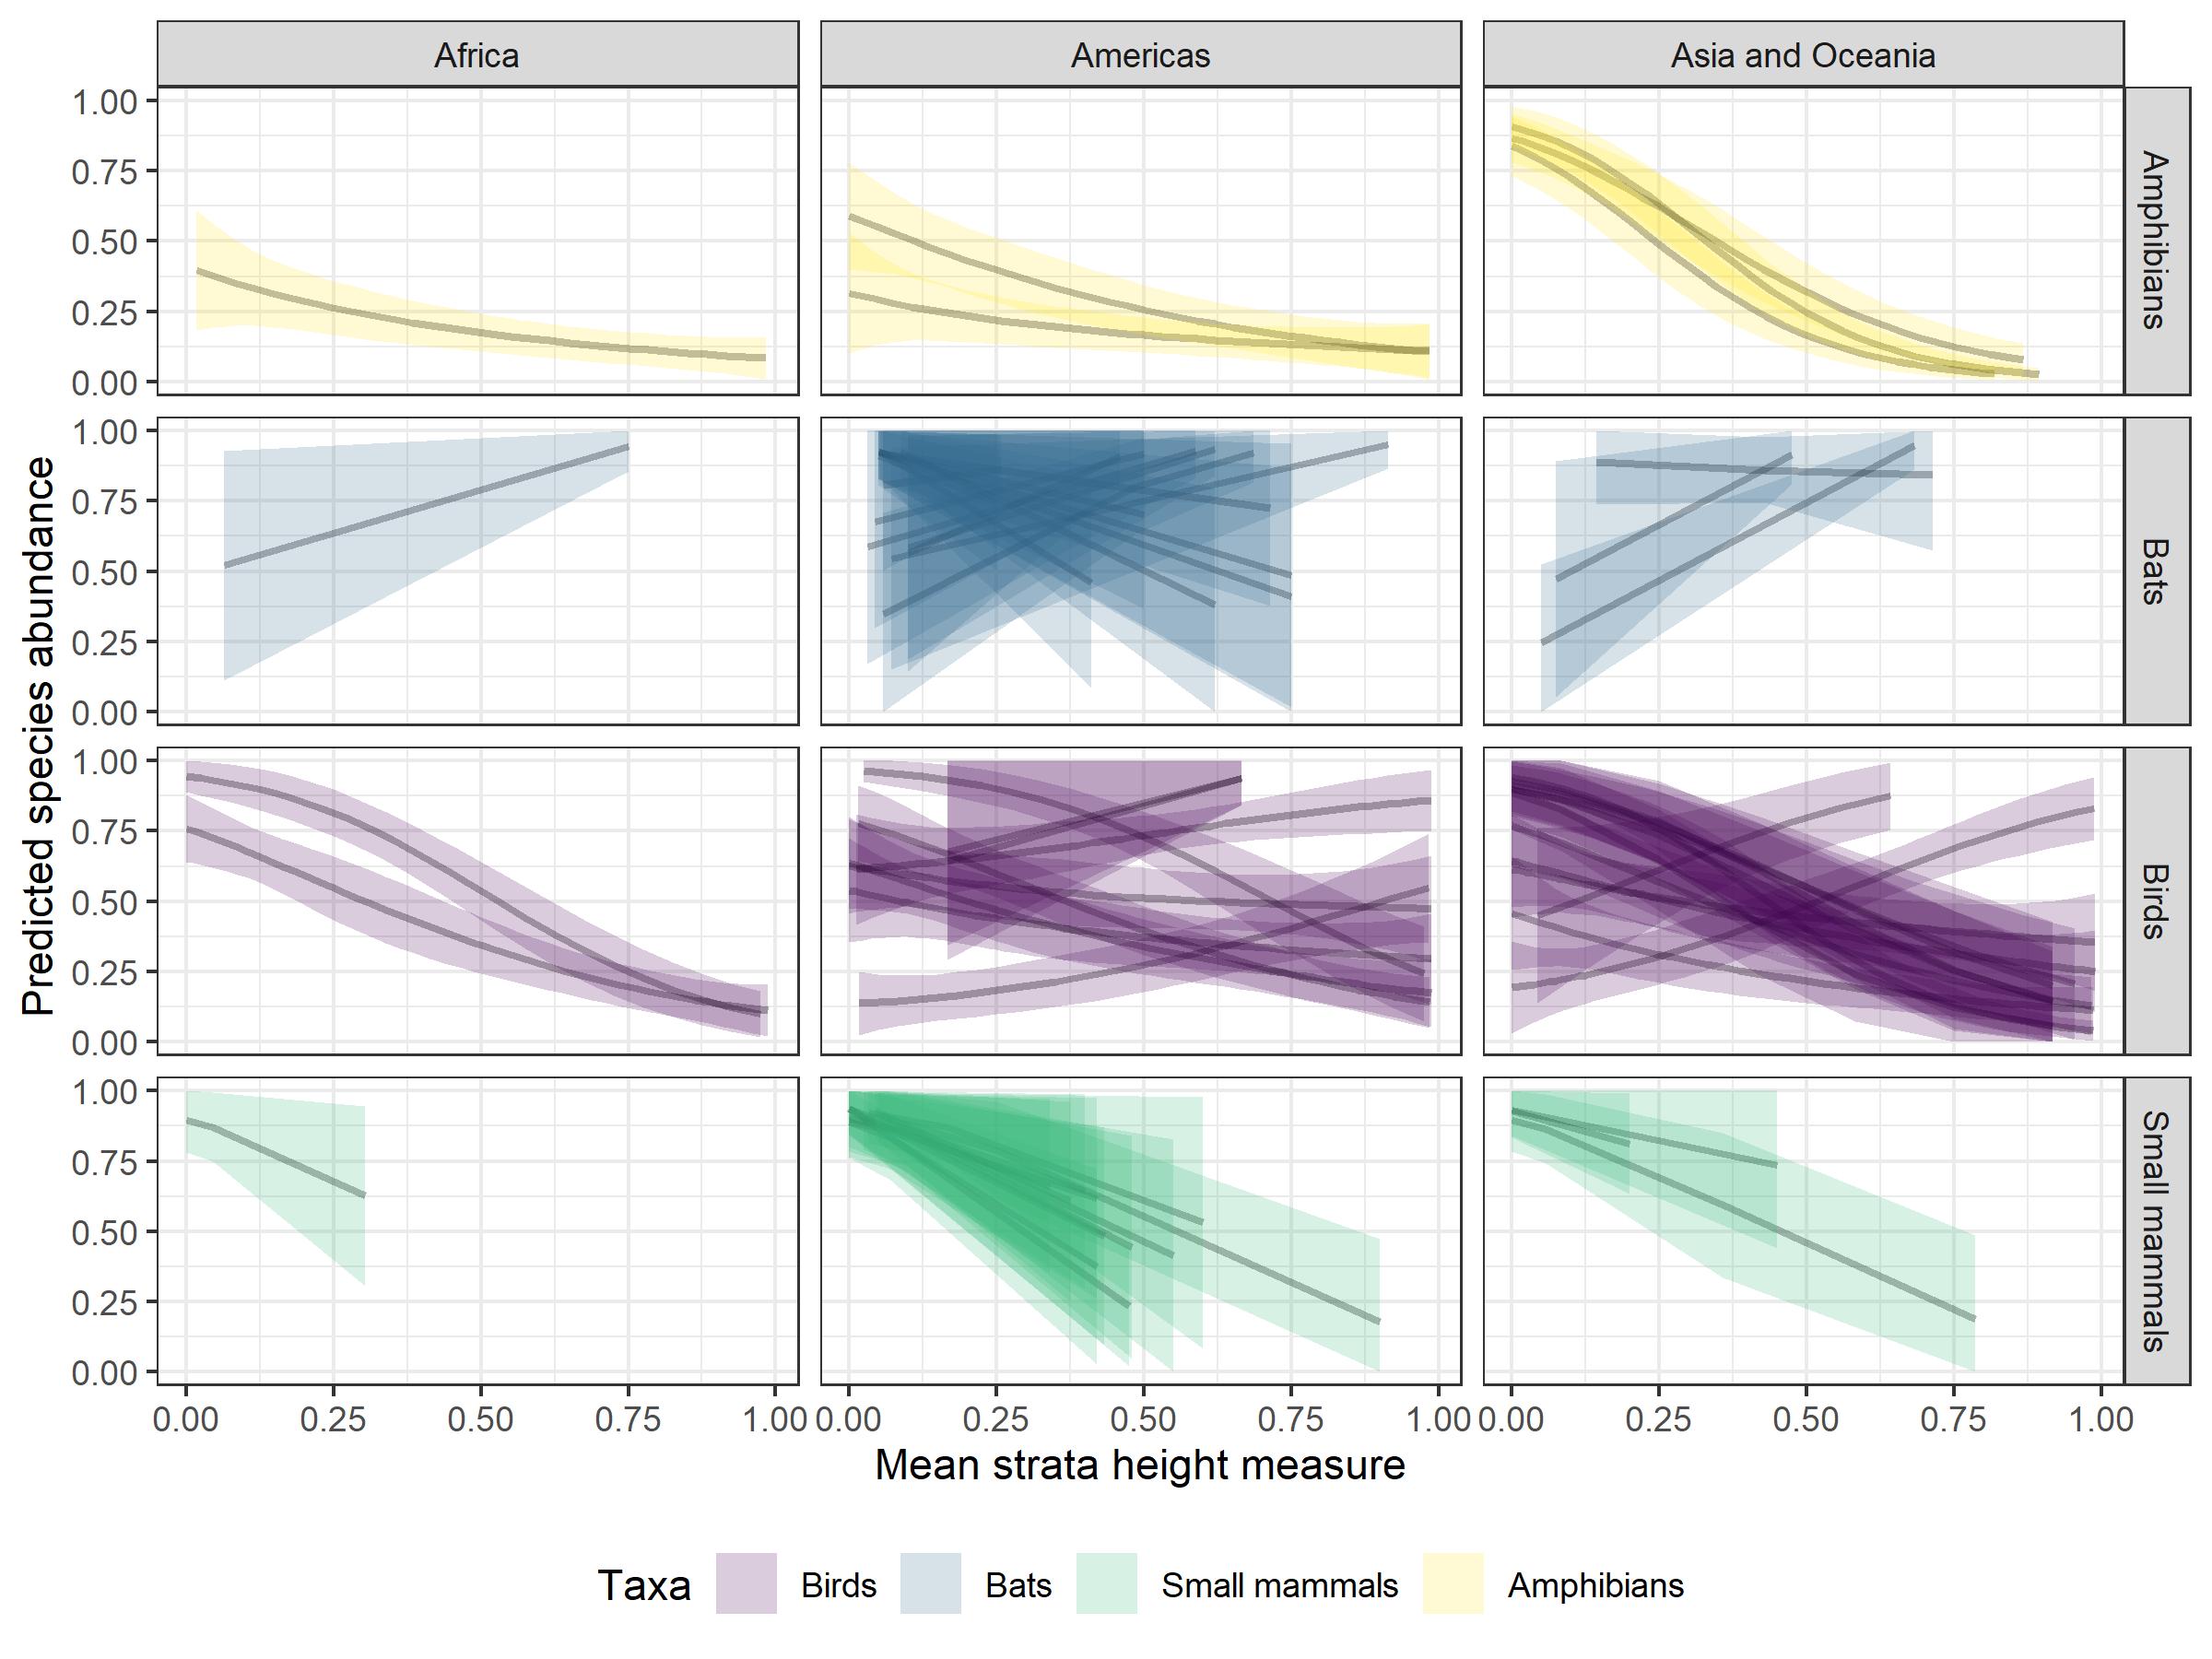 Africa Americas Asia and Oceania
1.00
0.75
0.50
0.25
0.00
Amphibians
1.00
0.75
0.50
0.25
0.00
Bats
1.00
0.75
0.50
0.25
0.00
Birds
1.00
0.75
0.50
0.25
0.00
Small mammals
Predicted species abundance
0.00 0.25 0.50 0.75 1.00 0.00 0.25 0.50 0.75 1.00 0.00 0.25 0.50 0.75 1.00
Mean strata height measure
Taxa Birds Bats Small mammals Amphibians